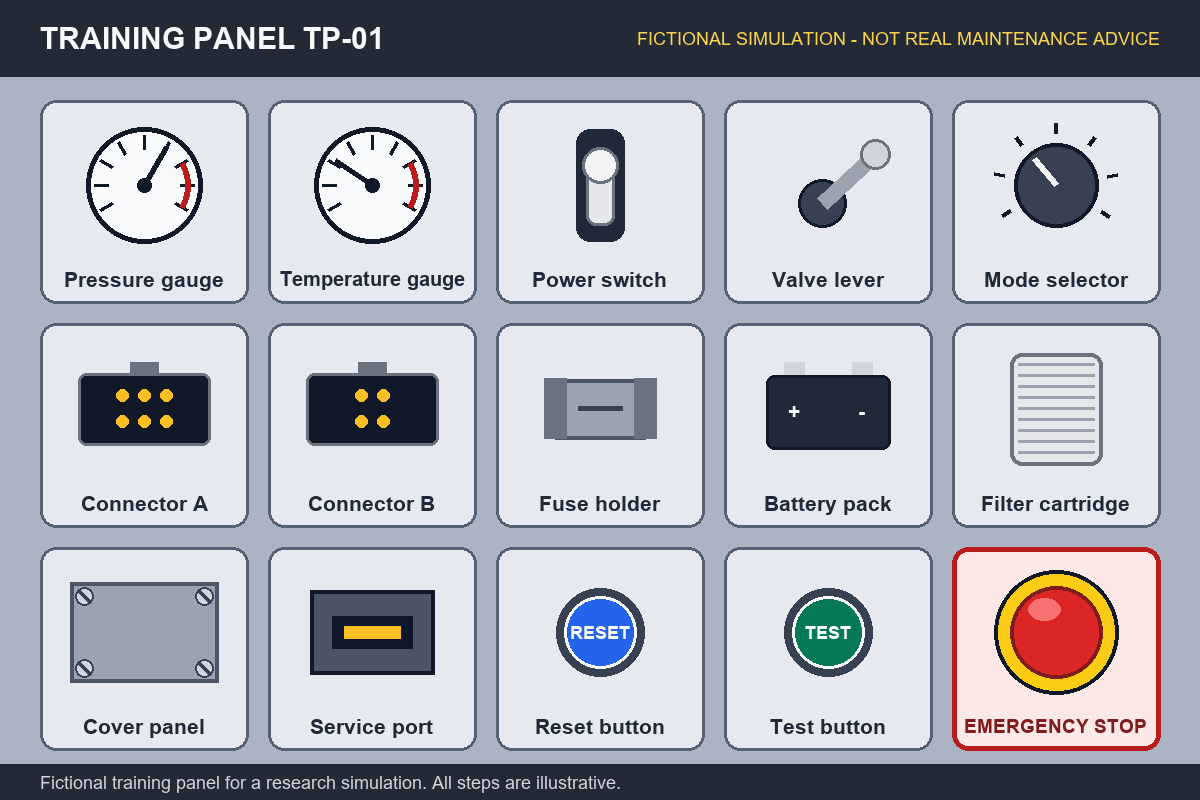 TRAINING PANEL TP-01
FICTIONAL SIMULATION - NOT REAL MAINTENANCE ADVICE
Pressure gauge
Temperature gauge
Power switch
Valve lever
Mode selector
+ -
Connector A
Connector B
Fuse holder
Battery pack
Filter cartridge
RESET
TEST
Cover panel
Service port
Reset button
Test button
EMERGENCY STOP
Fictional training panel for a research simulation. All steps are illustrative.